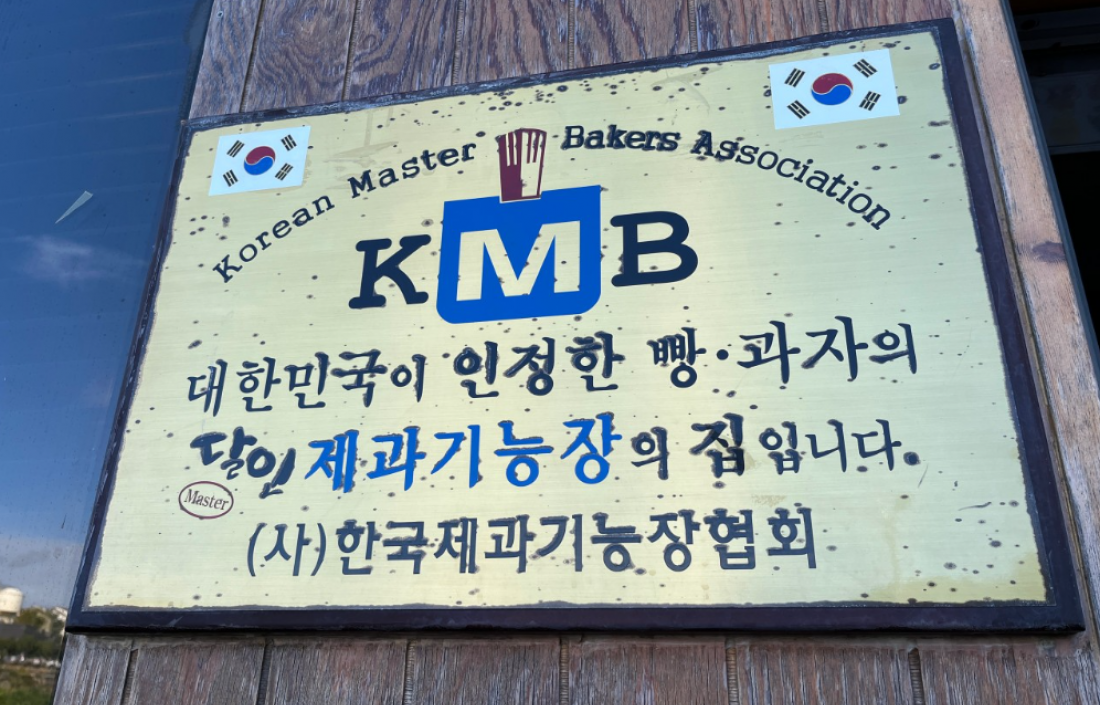 Korean Master Bakers Association
KMB
대한민국이 인정한 빵·과자의
달인 제과기능장의 집입니다.
Master
(사)한국제과기능장협회